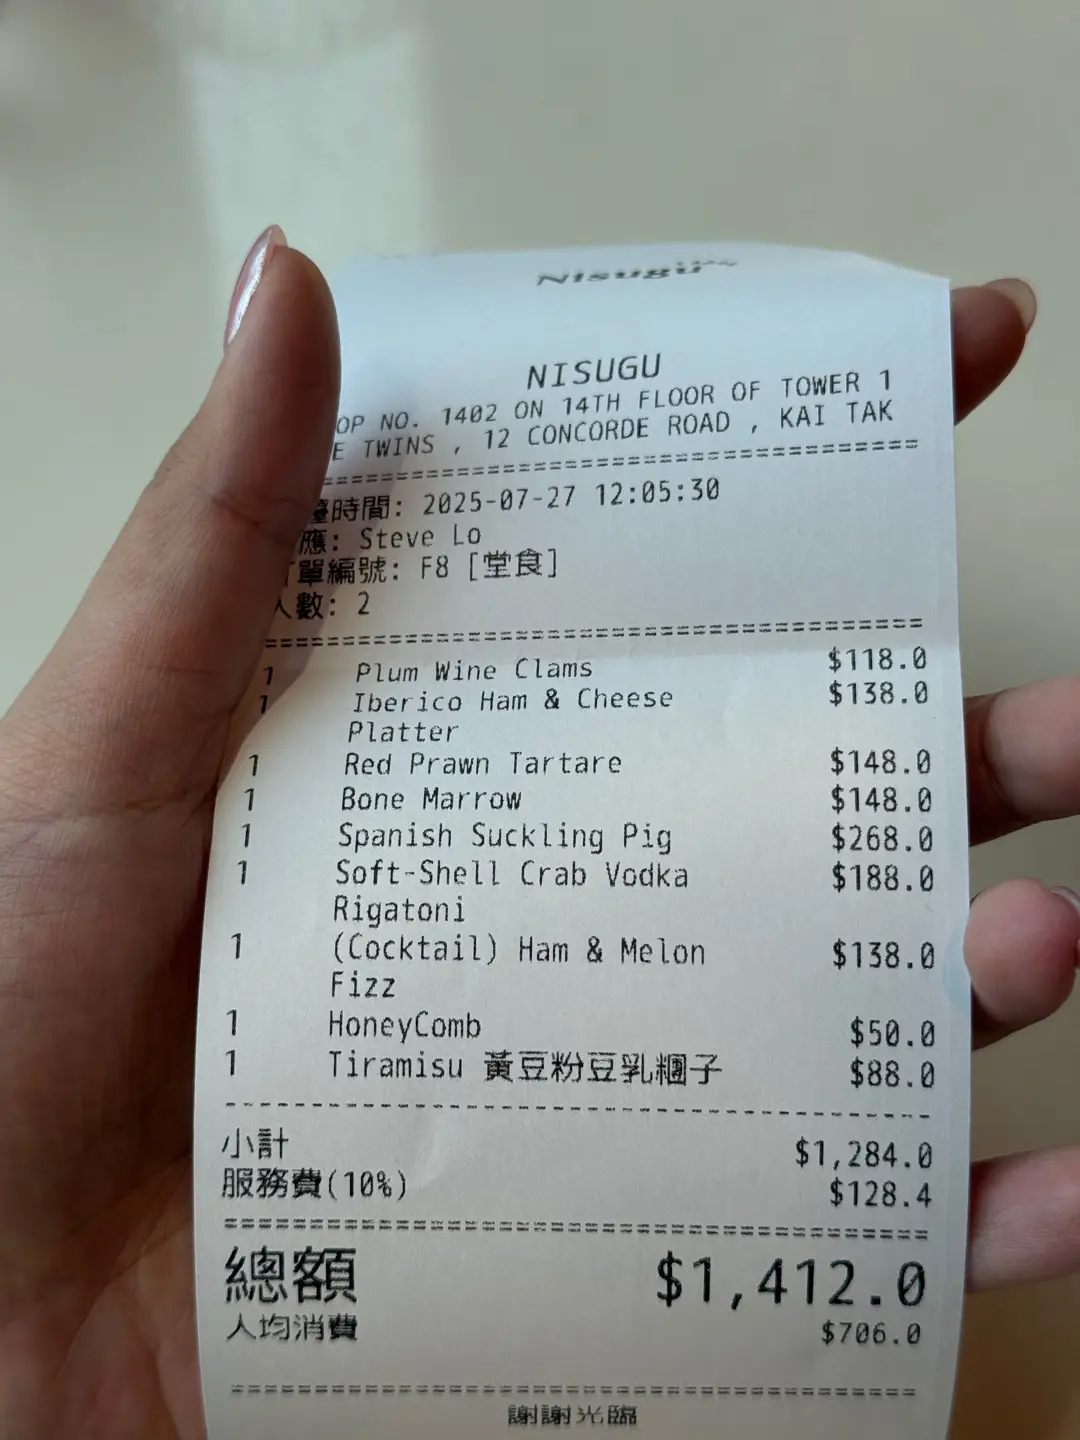 Nisugu
NISUGU
OP NO. 1402 ON 14TH FLOOR OF TOWER 1
E TWINS , 12 CONCORDE ROAD , KAI TAK
時間: 2025-07-27 12:05:30
應: Steve Lo
單編號: F8 [堂食]
人數: 2
1 Plum Wine Clams $118.0
1 Iberico Ham & Cheese $138.0
Platter
1 Red Prawn Tartare $148.0
1 Bone Marrow $148.0
1 Spanish Suckling Pig $268.0
1 Soft-Shell Crab Vodka $188.0
Rigatoni
1 (Cocktail) Ham & Melon $138.0
Fizz
1 HoneyComb $50.0
1 Tiramisu 黃豆粉豆乳糰子 $88.0
小計 $1,284.0
服務費(10%) $128.4
總額 $1,412.0
人均消費 $706.0
謝謝光臨